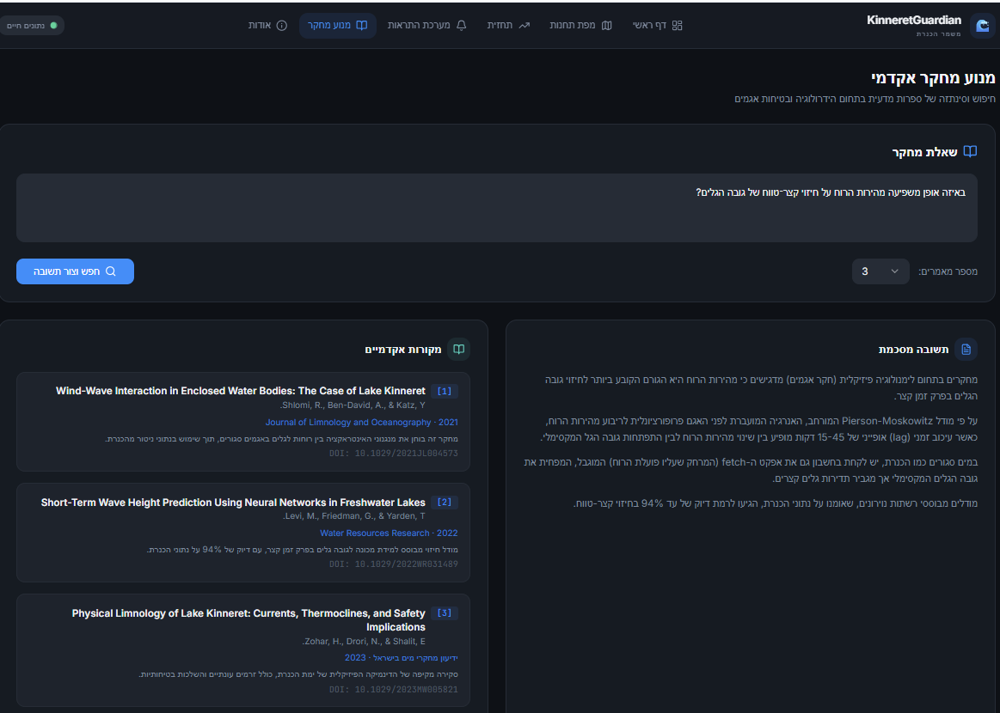 KinneretGuardian
משמר הכנרת
דף ראשי
מפת תחנות
תחזית
מערכת התראות
מנוע מחקר
אודות
נתונים חיים
מנוע מחקר אקדמי
חיפוש וסינתזה של ספרות מדעית בתחום הידרולוגיה ובטיחות אגמים
שאלת מחקר
באיזה אופן משפיעה מהירות הרוח על חיזוי קצר־טווח של גובה הגלים?
מספר מאמרים:
3
חפש וצור תשובה
תשובה מסכמת
מחקרים בתחום לימנולוגיה פיזיקלית (חקר אגמים) מדגישים כי מהירות הרוח היא הגורם הקובע ביותר לחיזוי גובה
הגלים בפרק זמן קצר.
על פי מודל Pierson-Moskowitz המורחב, האנרגיה המועברת לפני האגם פרופורציונלית לריבוע מהירות הרוח,
כאשר עיכוב זמני (lag) אופייני של 15-45 דקות מופיע בין שינוי מהירות הרוח לבין התפתחות גובה הגל המקסימלי.
במים סגורים כמו הכנרת, יש לקחת בחשבון גם את אפקט ה-fetch (המרחק שעליו פועלת הרוח) המוגבל, המפחית את
גובה הגלים המקסימלי אך מגביר תדירות גלים קצרים.
מודלים מבוססי רשתות נוירונים, שאומנו על נתוני הכנרת, הגיעו לרמת דיוק של עד 94% בחיזוי קצר-טווח.
מקורות אקדמיים
[1] Wind-Wave Interaction in Enclosed Water Bodies: The Case of Lake Kinneret
Shlomi, R., Ben-David, A., & Katz, Y.
Journal of Limnology and Oceanography · 2021
מחקר זה בוחן את מנגנוני האינטראקציה בין רוחות לגלים באגמים סגורים, תוך שימוש בנתוני ניטור מהכנרת.
DOI: 10.1029/2021JL004573
[2] Short-Term Wave Height Prediction Using Neural Networks in Freshwater Lakes
Levi, M., Friedman, G., & Yarden, T.
Water Resources Research · 2022
מודל חיזוי מבוסס למידת מכונה לגובה גלים בפרק זמן קצר, עם דיוק של 94% על נתוני הכנרת.
DOI: 10.1029/2022WR031489
[3] Physical Limnology of Lake Kinneret: Currents, Thermoclines, and Safety
Implications
Zohar, H., Drori, N., & Shalit, E.
ידיעון מחקרי מים בישראל · 2023
סקירה מקיפה של הדינמיקה הפיזיקלית של ימת הכנרת, כולל זרמים עונתיים והשלכות בטיחותיות.
DOI: 10.1029/2023MW005821